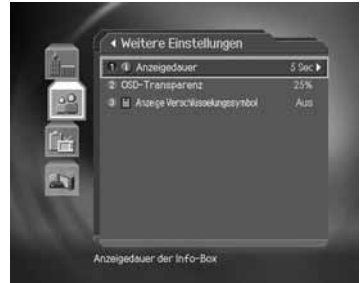 Weitere Einstellungen
1 Anzeigedauer 5 Sec
2 OSD-Transparenz 25%
3 Anzeige Verschlüsselungssymbol Aus
Anzeigedauer der Info-Box